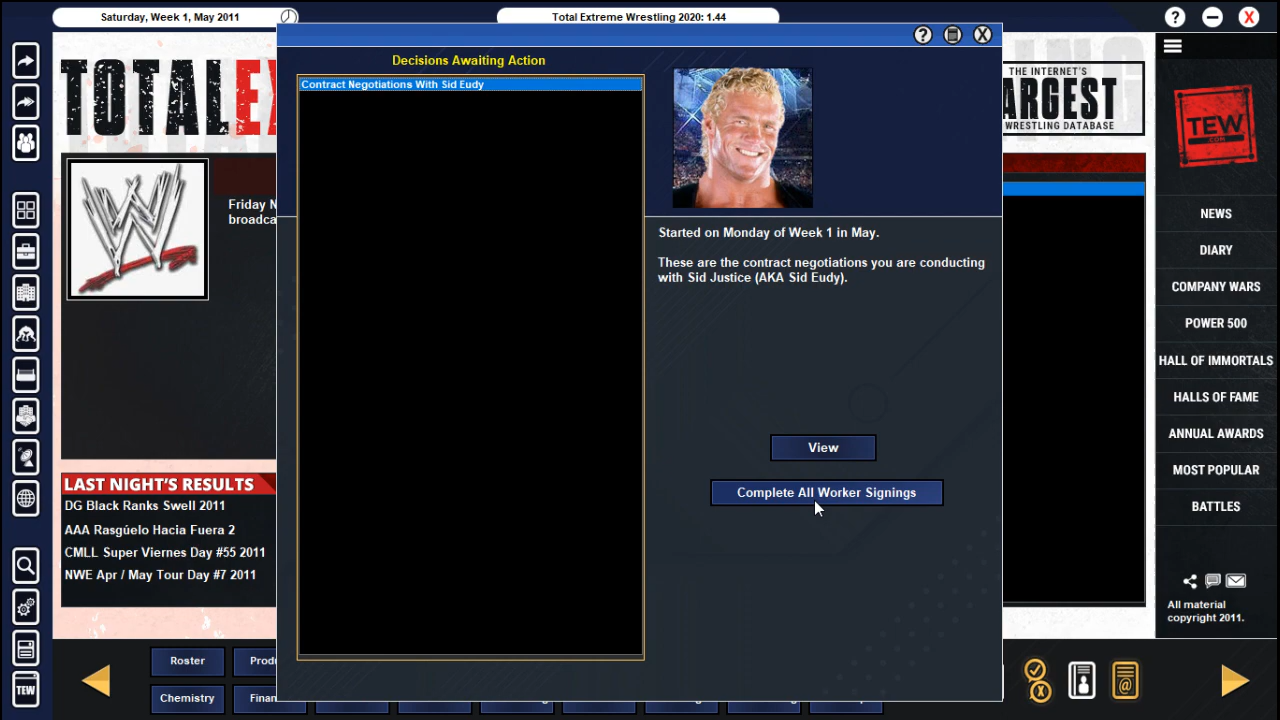 Saturday, Week 1, May 2011
Total Extreme Wrestling 2020: 1.44
Decisions Awaiting Action
Contract Negotiations With Sid Eudy
Started on Monday of Week 1 in May.
These are the contract negotiations you are conducting
with Sid Justice (AKA Sid Eudy).
View
Complete All Worker Signings
TOTALEX
THE INTERNET'S
ARGEST
WRESTLING DATABASE
Friday N
broadca
LAST NIGHT'S RESULTS
DG Black Ranks Swell 2011
AAA Rasgúelo Hacia Fuera 2
CMLL Super Viernes Day #55 2011
NWE Apr / May Tour Day #7 2011
TEW
.COM
NEWS
DIARY
COMPANY WARS
POWER 500
HALL OF IMMORTALS
HALLS OF FAME
ANNUAL AWARDS
MOST POPULAR
BATTLES
All material
copyright 2011.
TEW
Roster
Produ
Chemistry
Finan